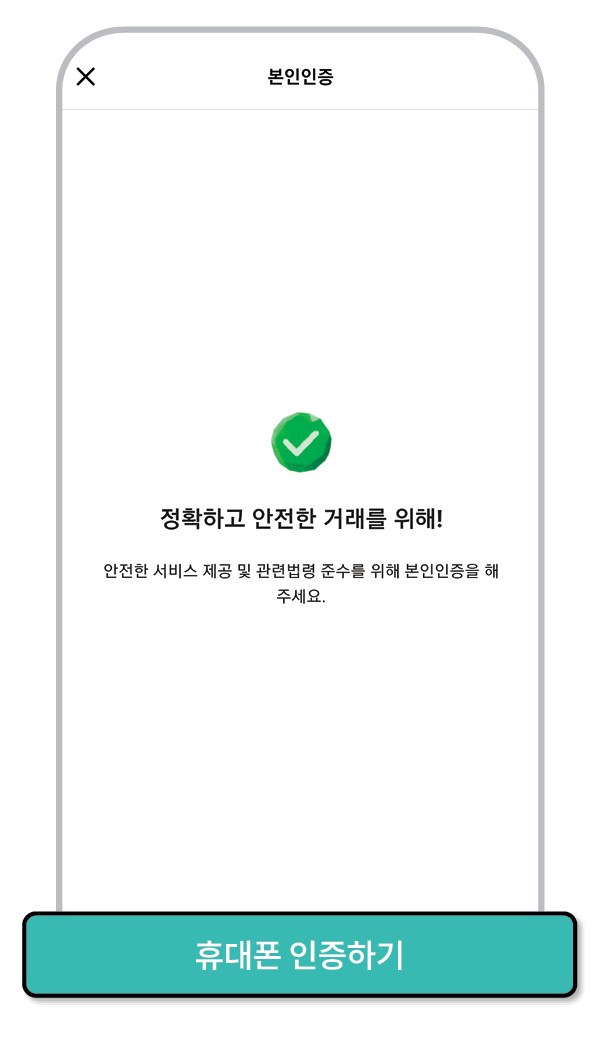 본인인증
정확하고 안전한 거래를 위해!
안전한 서비스 제공 및 관련법령 준수를 위해 본인인증을 해
주세요.
휴대폰 인증하기